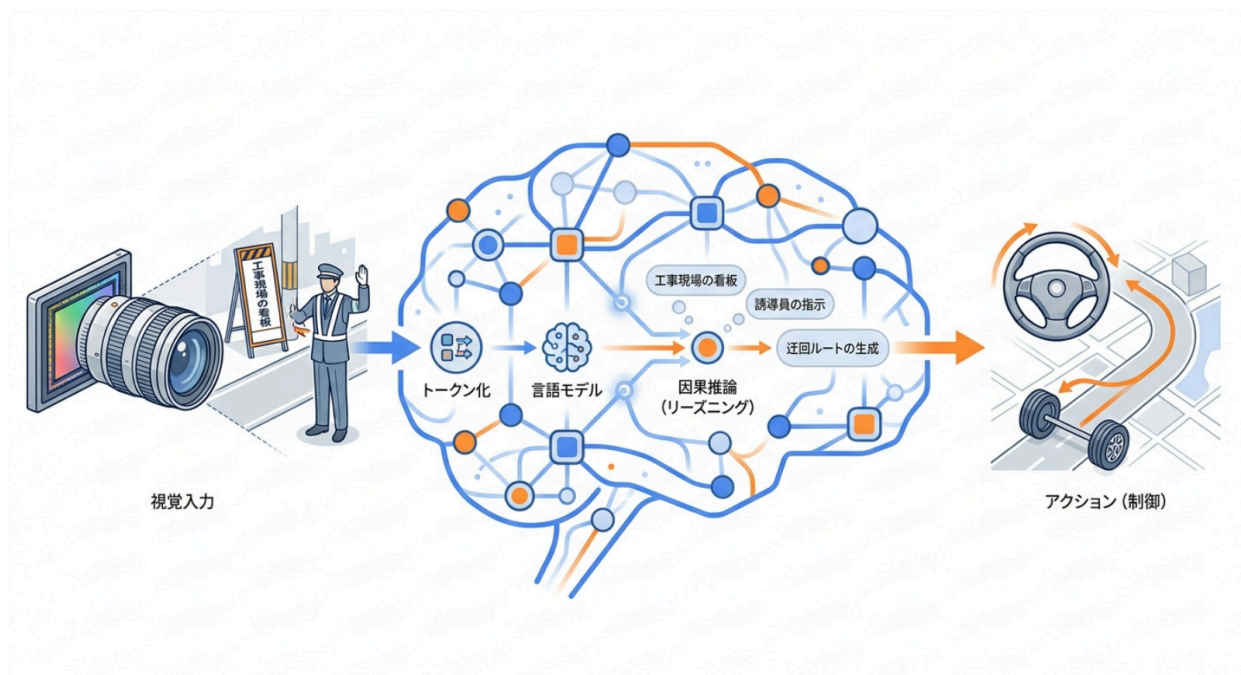 工事現場の看板
視覚入力
トークン化
言語モデル
工事現場の看板
誘導員の指示
因果推論
（リーズニング）
迂回ルートの生成
アクション（制御）